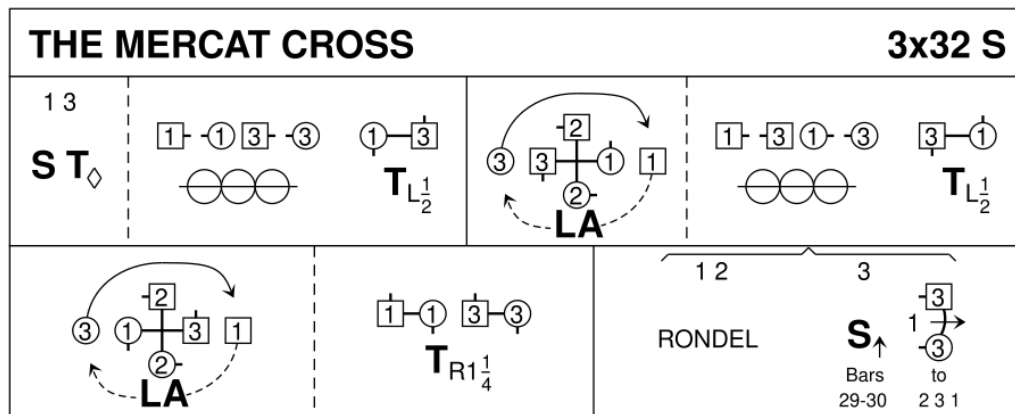 THE MERCAT CROSS 3x32 S
1 3
S T◇
1 1 3 3
1 3
T L 1/2
2
3 3 1 1
2
LA
1 3 1 3
3 1
T L 1/2
2
3 1 3 1
2
LA
1 1 3 3
T R1 1/4
1 2 3
3
RONDEL S↑ 1
3
Bars to
29-30 2 3 1